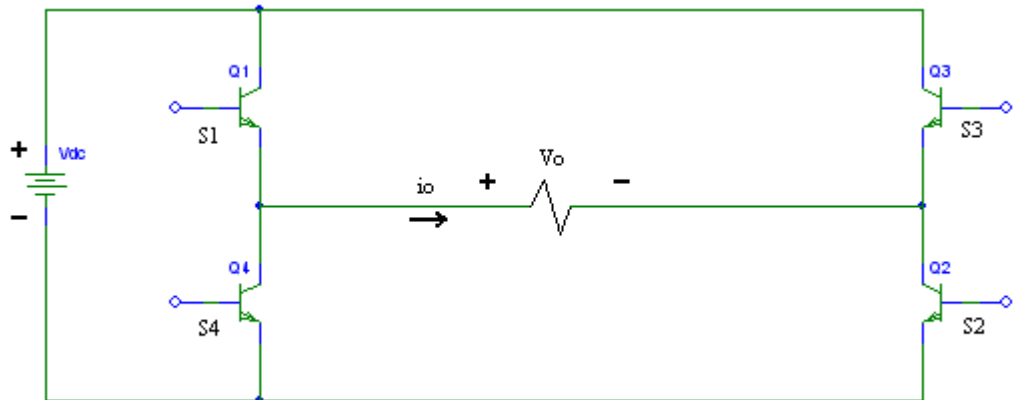 Q1
Q3
S1
S3
+
Vdc
Vo
io
+
-
-
Q4
Q2
S4
S2